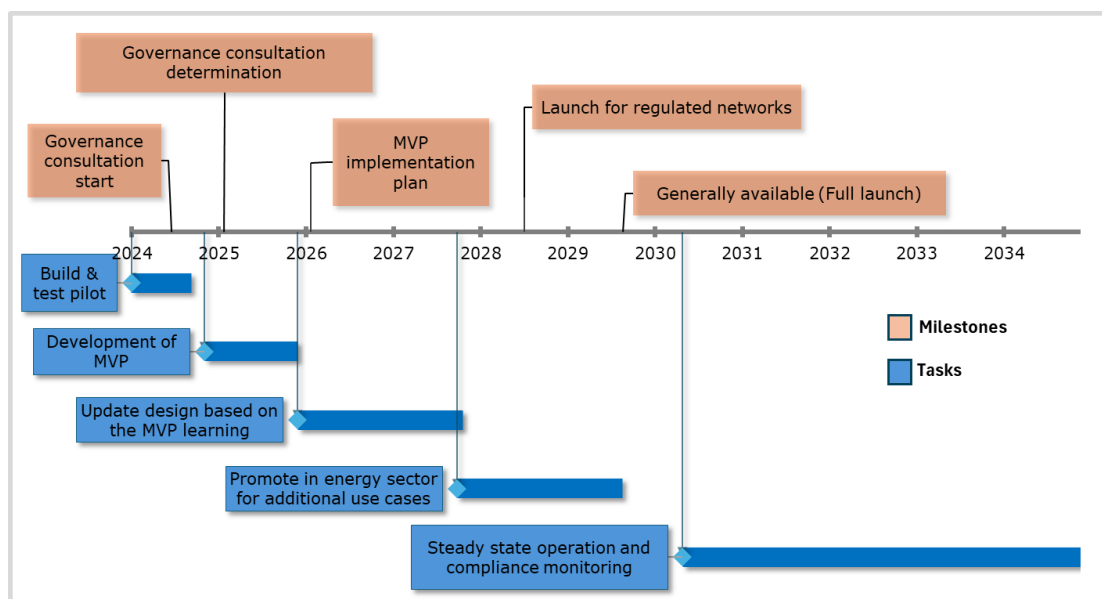 Governance consultation
determination
Governance
consultation
start
MVP
implementation
plan
Launch for regulated networks
Generally available (Full launch)
2024 2025 2026 2027 2028 2029 2030 2031 2032 2033 2034
Build &
test pilot
Development of
MVP
Update design based on
the MVP learning
Promote in energy sector
for additional use cases
Steady state operation and
compliance monitoring
Milestones
Tasks